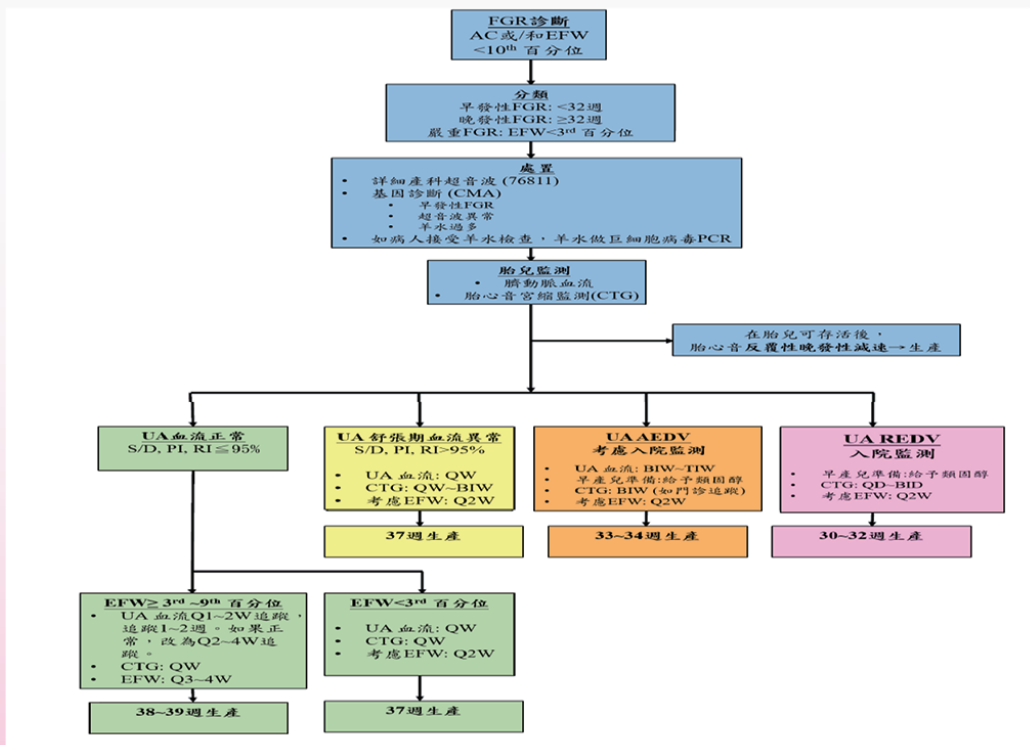 FGR診斷
AC或/和EFW
<10th 百分位
分類
早發性FGR: <32週
晚發性FGR: ≥32週
嚴重FGR: EFW<3rd 百分位
處置
• 詳細產科超音波 (76811)
• 基因診斷 (CMA)
• 早發性FGR
• 超音波異常
• 羊水過多
• 如病人接受羊水檢查，羊水做巨細胞病毒PCR
胎兒監測
• 臍動脈血流
• 胎心音宮縮監測(CTG)
在胎兒可存活後，
胎心音反覆性晚發性減速→生產
UA血流正常
S/D, PI, RI≦95%
UA 舒張期血流異常
S/D, PI, RI>95%
• UA 血流: QW
• CTG: QW~BIW
• 考慮EFW: Q2W
37週生產
UA AEDV
考慮入院監測
• UA 血流: BIW~TIW
• 早產兒準備:給予類固醇
• CTG: BIW (如門診追蹤)
• 考慮EFW: Q2W
33~34週生產
UA REDV
入院監測
• 早產兒準備:給予類固醇
• CTG: QD~BID
• 考慮EFW: Q2W
30~32週生產
EFW≥ 3rd ~9th 百分位
• UA 血流Q1~2W追蹤，
追蹤1~2週。如果正
常，改為Q2~4W追
蹤。
• CTG: QW
• EFW: Q3~4W
38~39週生產
EFW<3rd 百分位
• UA 血流: QW
• CTG: QW
• 考慮EFW: Q2W
37週生產